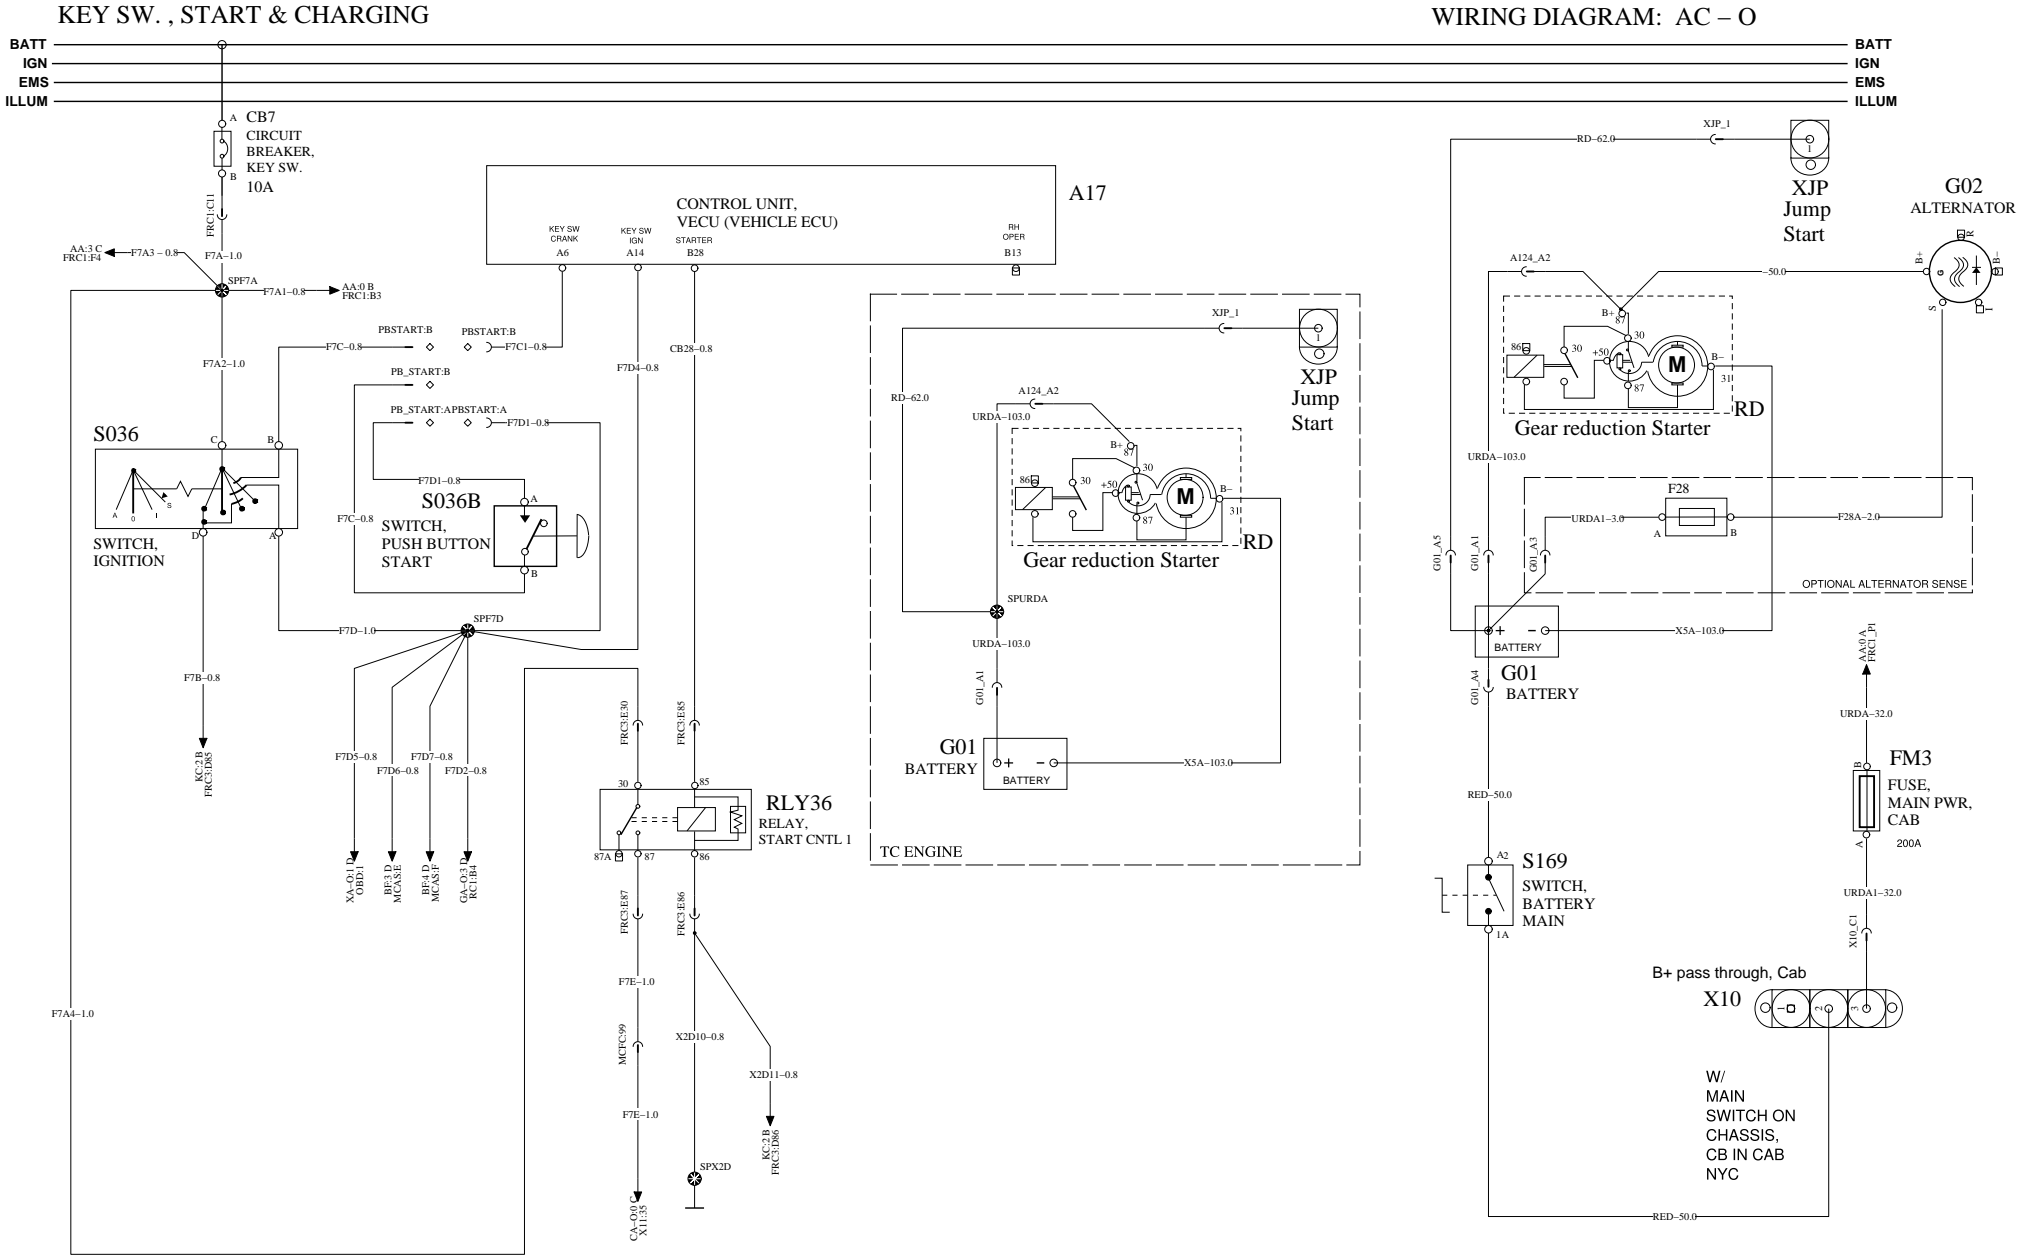 KEY SW. , START & CHARGING
WIRING DIAGRAM: AC – O
BATT
BATT
IGN
IGN
EMS
EMS
ILLUM
ILLUM
A
CB7
CIRCUIT
BREAKER,
KEY SW.
10A
B
FRC1:C11
AA:3 C
FRC1:F4
F7A3 – 0.8
F7A–1.0
SPF7A
F7A1–0.8
AA:0 B
FRC1:B3
F7A2–1.0
CONTROL UNIT,
VECU (VEHICLE ECU)
A17
KEY SW
CRANK
A6
KEY SW
IGN
A14
STARTER
B28
RH
OPER
B13
PBSTART:B
PBSTART:B
F7C–0.8
F7C1–0.8
PB_START:B
PB_START:A
PBSTART:A
F7D1–0.8
F7D4–0.8
CB28–0.8
S036
C
B
A
0
I
S
D
A
SWITCH,
IGNITION
F7D1–0.8
S036B
A
SWITCH,
PUSH BUTTON
START
B
F7C–0.8
F7D–1.0
SPF7D
F7B–0.8
KC:2 B
FRC3:D85
F7D5–0.8
F7D6–0.8
F7D7–0.8
F7D2–0.8
XA–O:1 D
OBD:1
BF:3 D
MCAS:E
BF:4 D
MCAS:F
GA–O:3 D
RC1:B4
F7A4–1.0
FRC3:E30
FRC3:E85
30
85
RLY36
RELAY,
START CNTL 1
87A
87
86
FRC3:E87
FRC3:E86
F7E–1.0
MCFC:99
F7E–1.0
CA–O:0 C
X11:35
X2D10–0.8
X2D11–0.8
KC:2 B
FRC3:D86
SPX2D
XJP_1
1
XJP
Jump
Start
RD–62.0
A124_A2
URDA–103.0
B+
87
86
30
30
+50
M
B–
31
87
RD
Gear reduction Starter
SPURDA
URDA–103.0
G01_A1
G01
BATTERY
+
–
BATTERY
X5A–103.0
TC ENGINE
RD–62.0
XJP_1
1
XJP
Jump
Start
G02
ALTERNATOR
R
B+
G
B–
S
I
A124_A2
–50.0
B+
87
86
30
30
+50
M
B–
31
87
RD
Gear reduction Starter
URDA–103.0
F28
URDA1–3.0
A
B
F28A–2.0
G01_A5
G01_A1
G01_A3
OPTIONAL ALTERNATOR SENSE
+
–
BATTERY
X5A–103.0
G01
BATTERY
G01_A4
RED–50.0
A2
S169
SWITCH,
BATTERY
MAIN
1A
AA:0 A
FRC1_P1
URDA–32.0
B
FM3
FUSE,
MAIN PWR,
CAB
200A
A
URDA1–32.0
X10_C1
B+ pass through, Cab
X10
1
2
3
W/
MAIN
SWITCH ON
CHASSIS,
CB IN CAB
NYC
RED–50.0